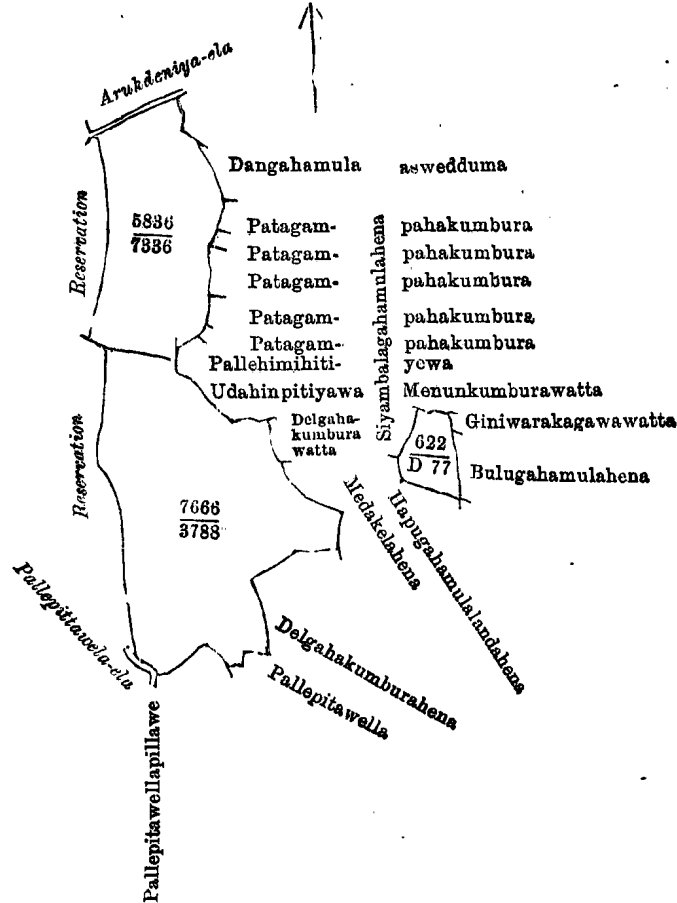 Arukdeniya-ela
Dangahamula aswedduma
Reservation
5836
7336
Patagam- pahakumbura
Patagam- pahakumbura
Patagam- pahakumbura
Patagam- pahakumbura
Patagam- pahakumbura
Pallehimihiti- yewa
Udahinpitiyawa Menunkumburawatta
Siyambalagahamulahena
Delgaha-
kumbura
watta
Giniwarakagawawatta
622
D 77
Bulugahamulahena
Reservation
7666
3788
Medakelahena
Hapugahamulalandahena
Pallepittawela-ela
Delgahakumburahena
Pallepitawella
Pallepitawellapillawe